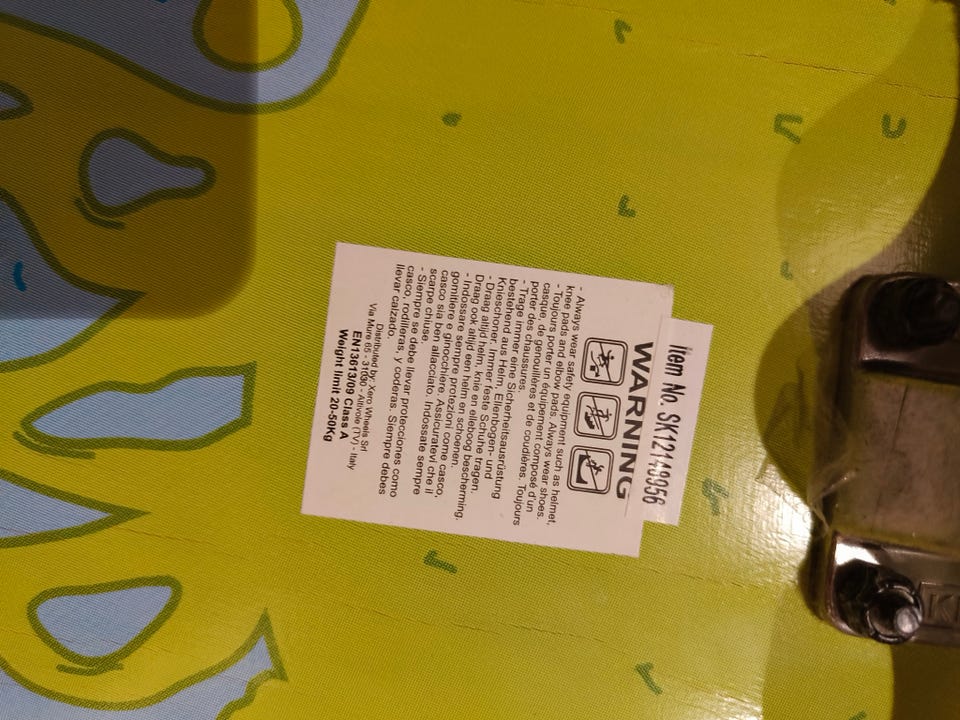 Item No. SK12149956
WARNING
- Always wear safety equipment such as helmet,
knee pads and elbow pads. Always wear shoes.
- Toujours porter un équipement composé d'un
casque, de genouillères et de coudières. Toujours
porter des chaussures.
- Trage immer eine Sicherheitsausrüstung
bestehend aus Helm, Ellenbogen- und
Knieschoner. Immer feste Schuhe tragen.
- Draag altijd helm, knie en elleboog bescherming.
Draag ook altijd een helm en schoenen.
- Indossare sempre protezioni come casco,
gomitiere e ginocchiere. Assicuratevi che il
casco sia ben allacciato. Indossate sempre
scarpe chiuse.
- Siempre se debe llevar protecciones como
casco, rodilleras, y coderas. Siempre debes
llevar calzado.
Distributed by: Xero Wheels Srl
Via Mure 65 - 31030 - Altivole (TV) - Italy
EN13613/09 Class A
Weight limit 20-50Kg